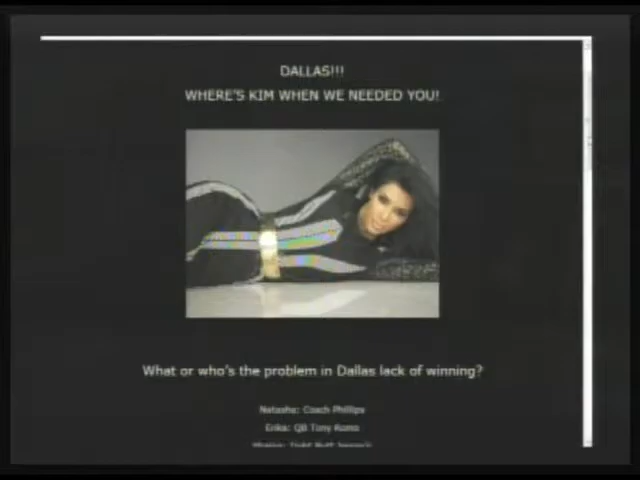 DALLAS!!!
WHERE'S KIM WHEN WE NEEDED YOU!
What or who's the problem in Dallas lack of winning?
Natasha: Coach Phillips
Erika: QB Tony Romo